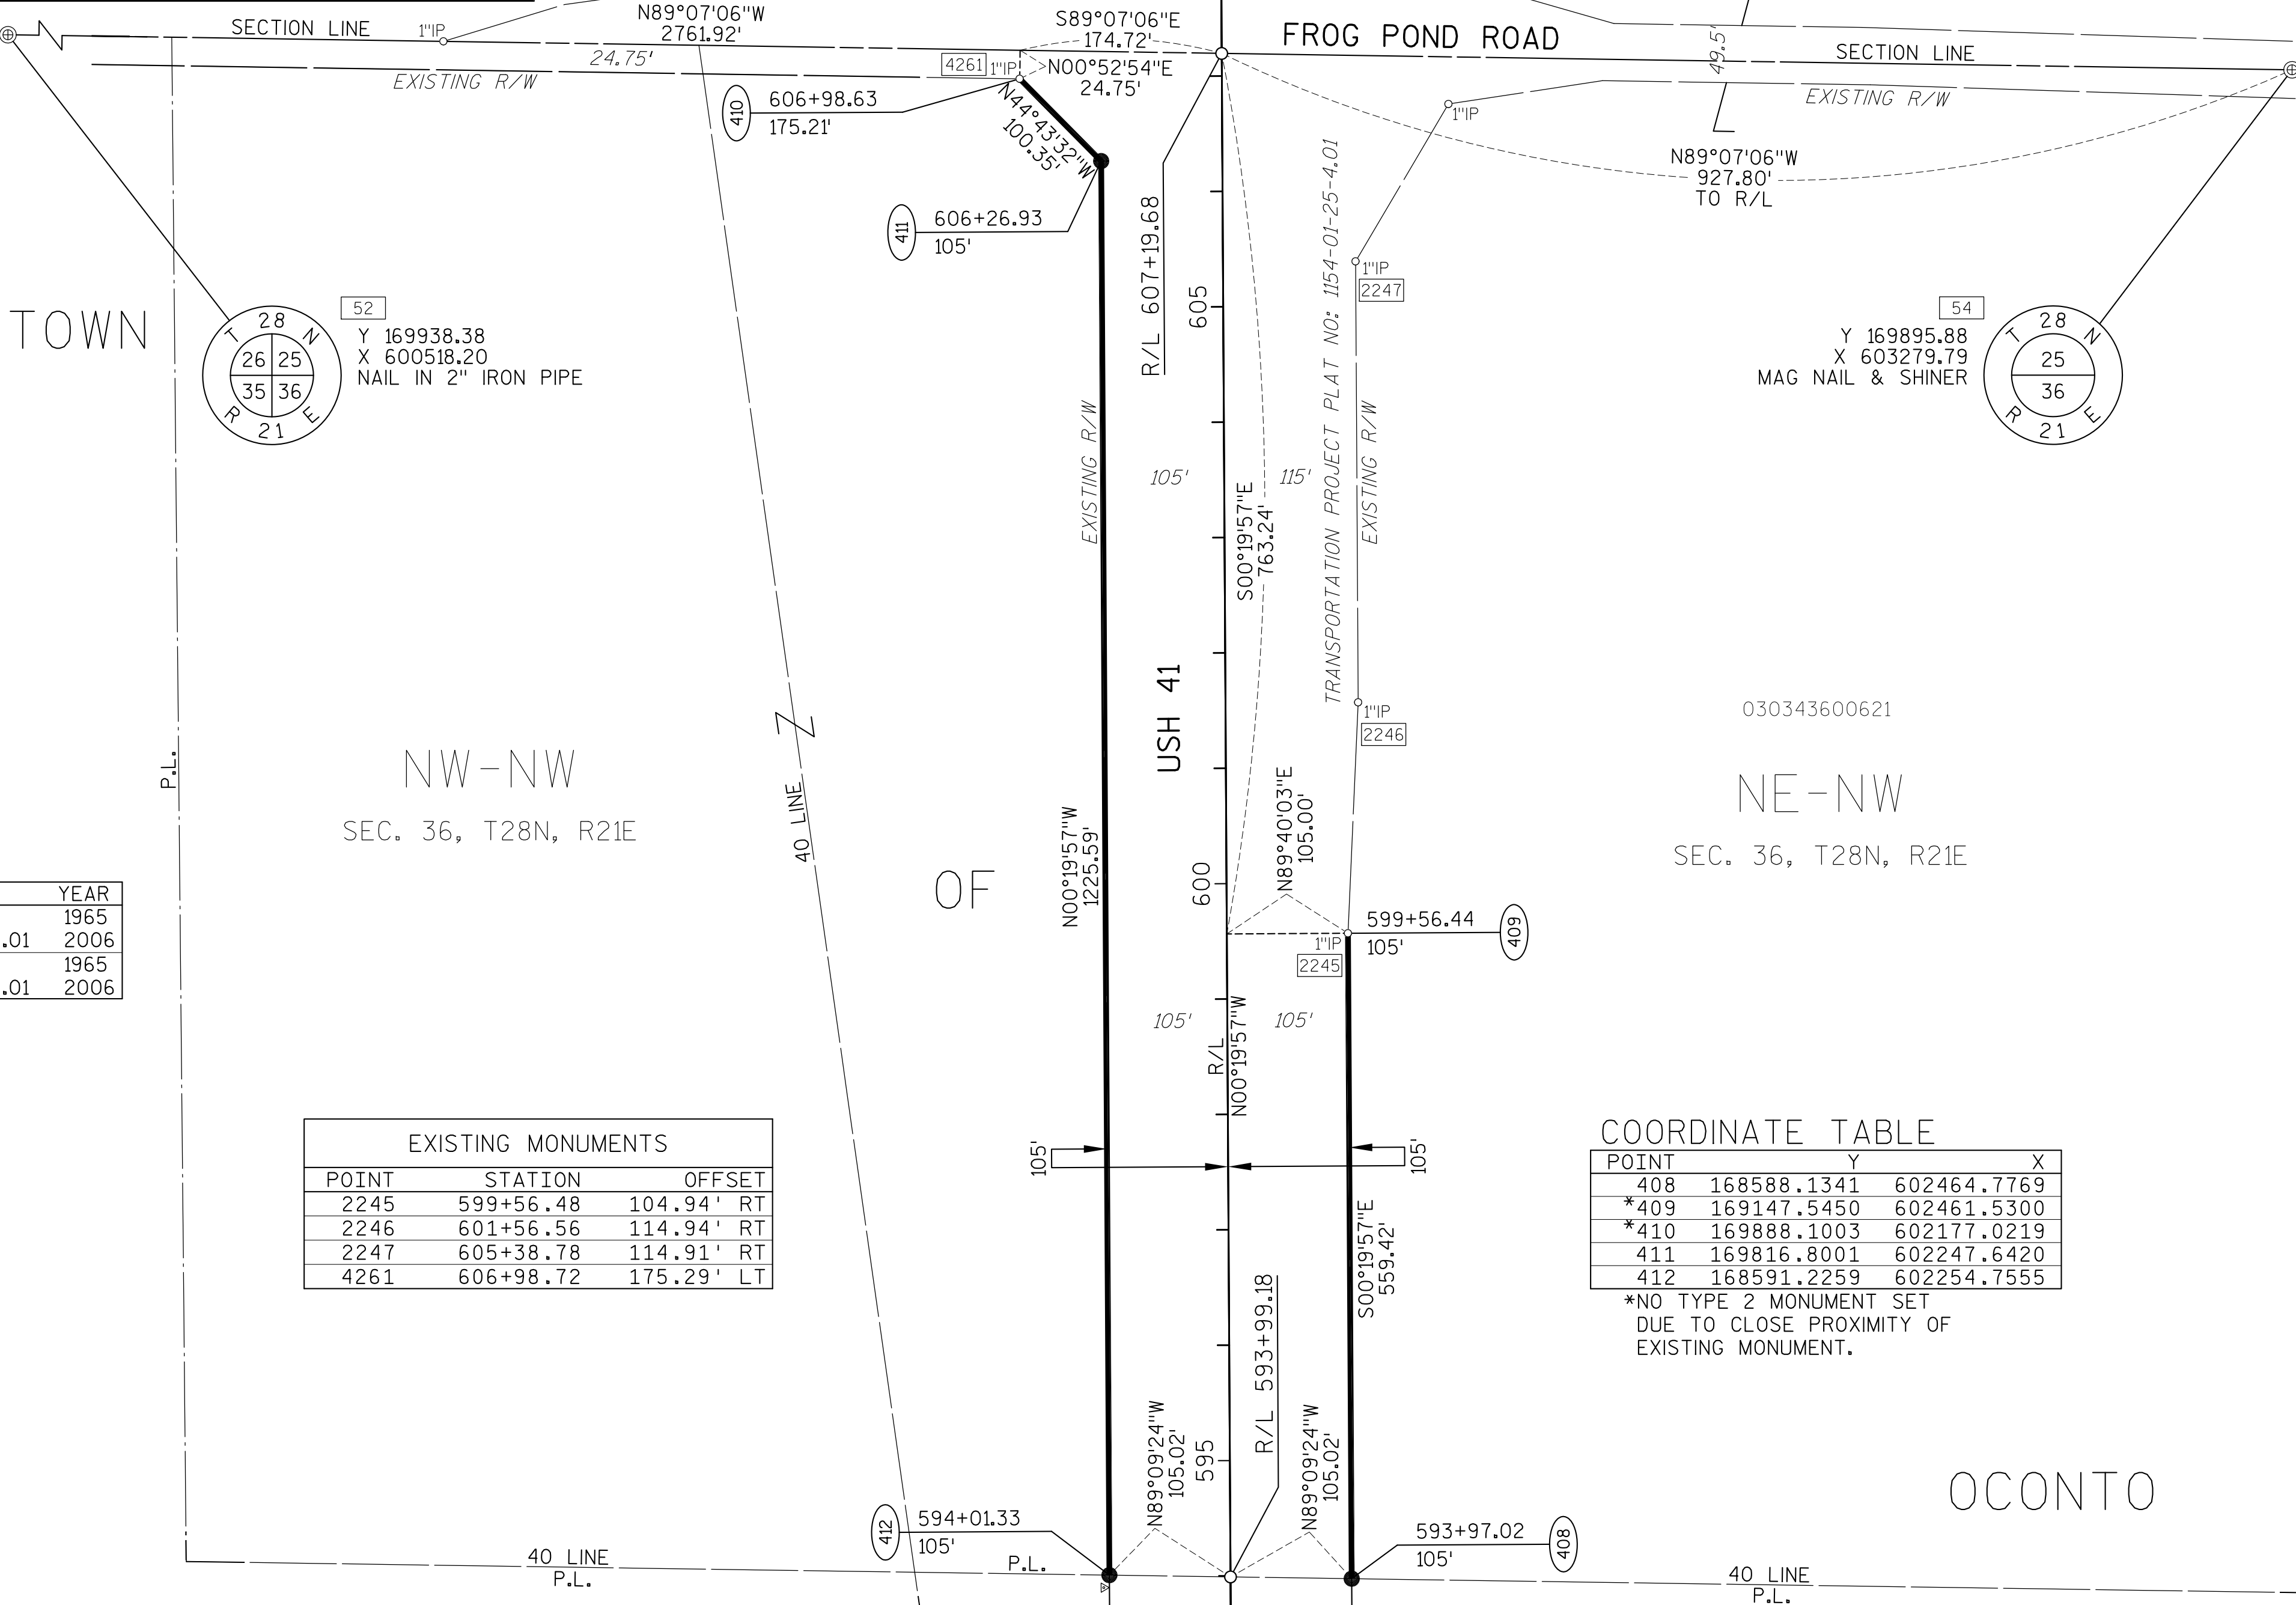 SECTION LINE
1"IP
N89°07'06"W
2761.92'
24.75'
EXISTING R/W
S89°07'06"E
174.72'
4261
1"IP
N00°52'54"E
24.75'
FROG POND ROAD
49.5'
SECTION LINE
EXISTING R/W
1"IP
N89°07'06"W
927.80'
TO R/L
410
606+98.63
175.21'
N44°43'32"W
100.35'
411
606+26.93
105'
R/L 607+19.68
605
TRANSPORTATION PROJECT PLAT NO: 1154-01-25-4.01
1"IP
2247
TOWN
T 28 N
26 25
35 36
R 21 E
52
Y 169938.38
X 600518.20
NAIL IN 2" IRON PIPE
54
Y 169895.88
X 603279.79
MAG NAIL & SHINER
T 28 N
25
36
R 21 E
EXISTING R/W
105'
115'
S00°19'57"E
763.24'
EXISTING R/W
USH 41
1"IP
2246
P.L.
NW-NW
SEC. 36, T28N, R21E
40 LINE
OF
N00°19'57"W
1225.59'
600
N89°40'03"E
105.00'
030343600621
NE-NW
SEC. 36, T28N, R21E
YEAR
1965
.01 2006
1965
.01 2006
599+56.44
105'
409
1"IP
2245
105'
105'
R/L
N00°19'57"W
105'
105'
EXISTING MONUMENTS
POINT STATION OFFSET
2245 599+56.48 104.94' RT
2246 601+56.56 114.94' RT
2247 605+38.78 114.91' RT
4261 606+98.72 175.29' LT
COORDINATE TABLE
POINT Y X
408 168588.1341 602464.7769
*409 169147.5450 602461.5300
*410 169888.1003 602177.0219
411 169816.8001 602247.6420
412 168591.2259 602254.7555
*NO TYPE 2 MONUMENT SET
DUE TO CLOSE PROXIMITY OF
EXISTING MONUMENT.
S00°19'57"E
559.42'
R/L 593+99.18
N89°09'24"W
105.02'
595
N89°09'24"W
105.02'
OCONTO
412
594+01.33
105'
593+97.02
105'
408
40 LINE
P.L.
P.L.
40 LINE
P.L.